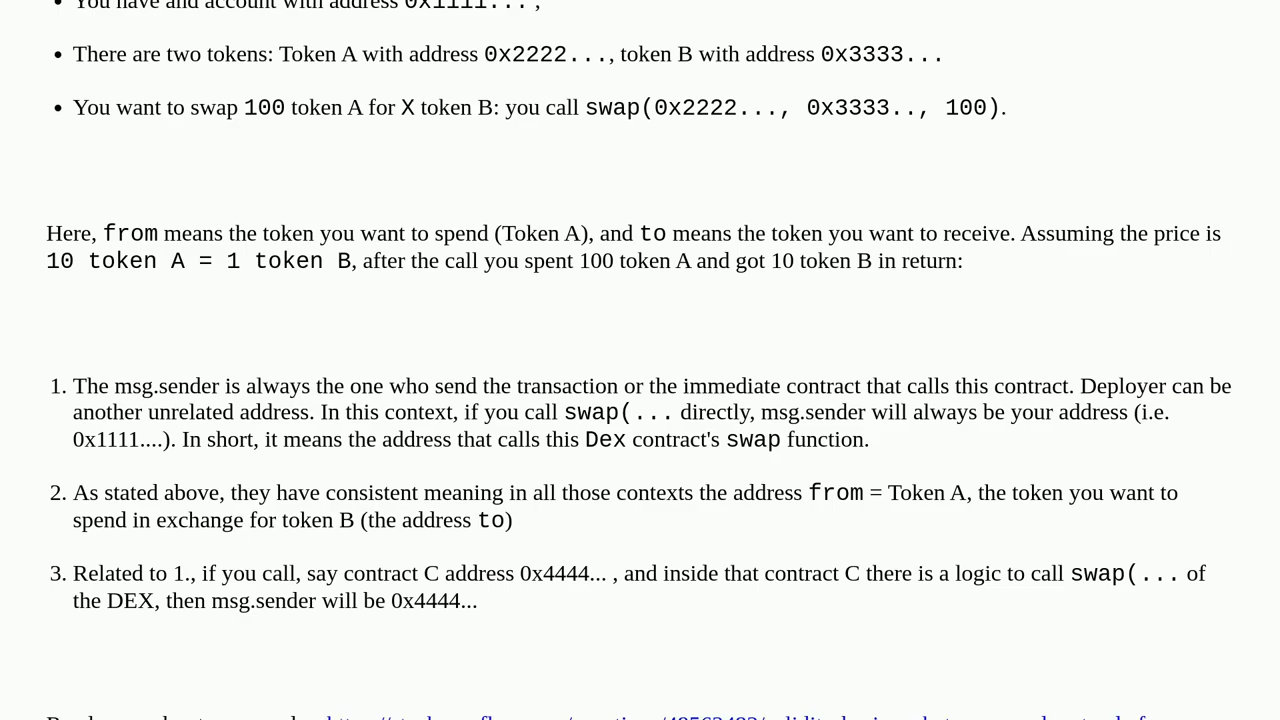 You have and account with address 0x1111... ,
There are two tokens: Token A with address 0x2222..., token B with address 0x3333...
You want to swap 100 token A for X token B: you call swap(0x2222..., 0x3333.., 100).
Here, from means the token you want to spend (Token A), and to means the token you want to receive. Assuming the price is
10 token A = 1 token B, after the call you spent 100 token A and got 10 token B in return:
1. The msg.sender is always the one who send the transaction or the immediate contract that calls this contract. Deployer can be
another unrelated address. In this context, if you call swap(... directly, msg.sender will always be your address (i.e.
0x1111....). In short, it means the address that calls this Dex contract's swap function.
2. As stated above, they have consistent meaning in all those contexts the address from = Token A, the token you want to
spend in exchange for token B (the address to)
3. Related to 1., if you call, say contract C address 0x4444... , and inside that contract C there is a logic to call swap(... of
the DEX, then msg.sender will be 0x4444...